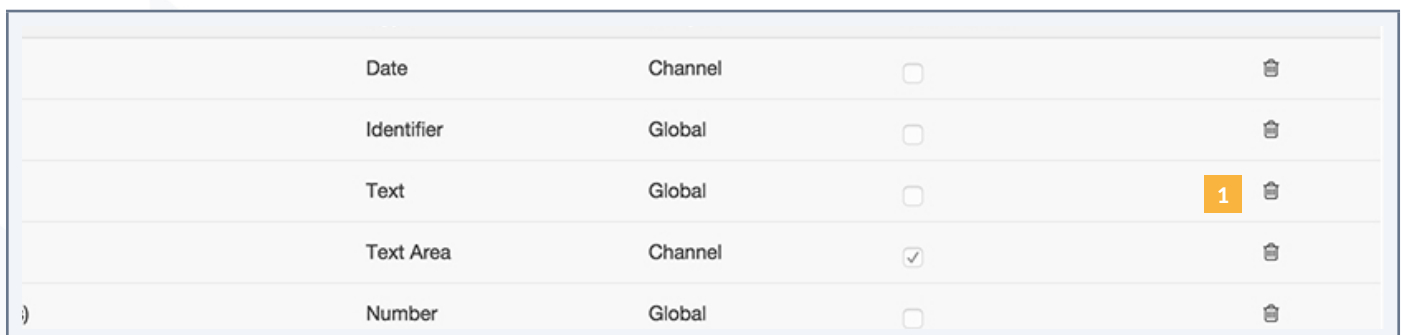 Date Channel
Identifier Global
Text Global 1
Text Area Channel
Number Global